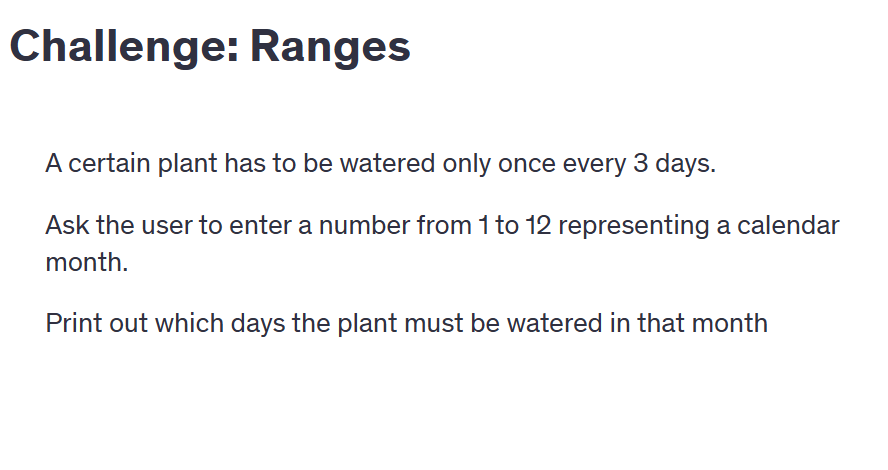 Challenge: Ranges
A certain plant has to be watered only once every 3 days.
Ask the user to enter a number from 1 to 12 representing a calendar
month.
Print out which days the plant must be watered in that month